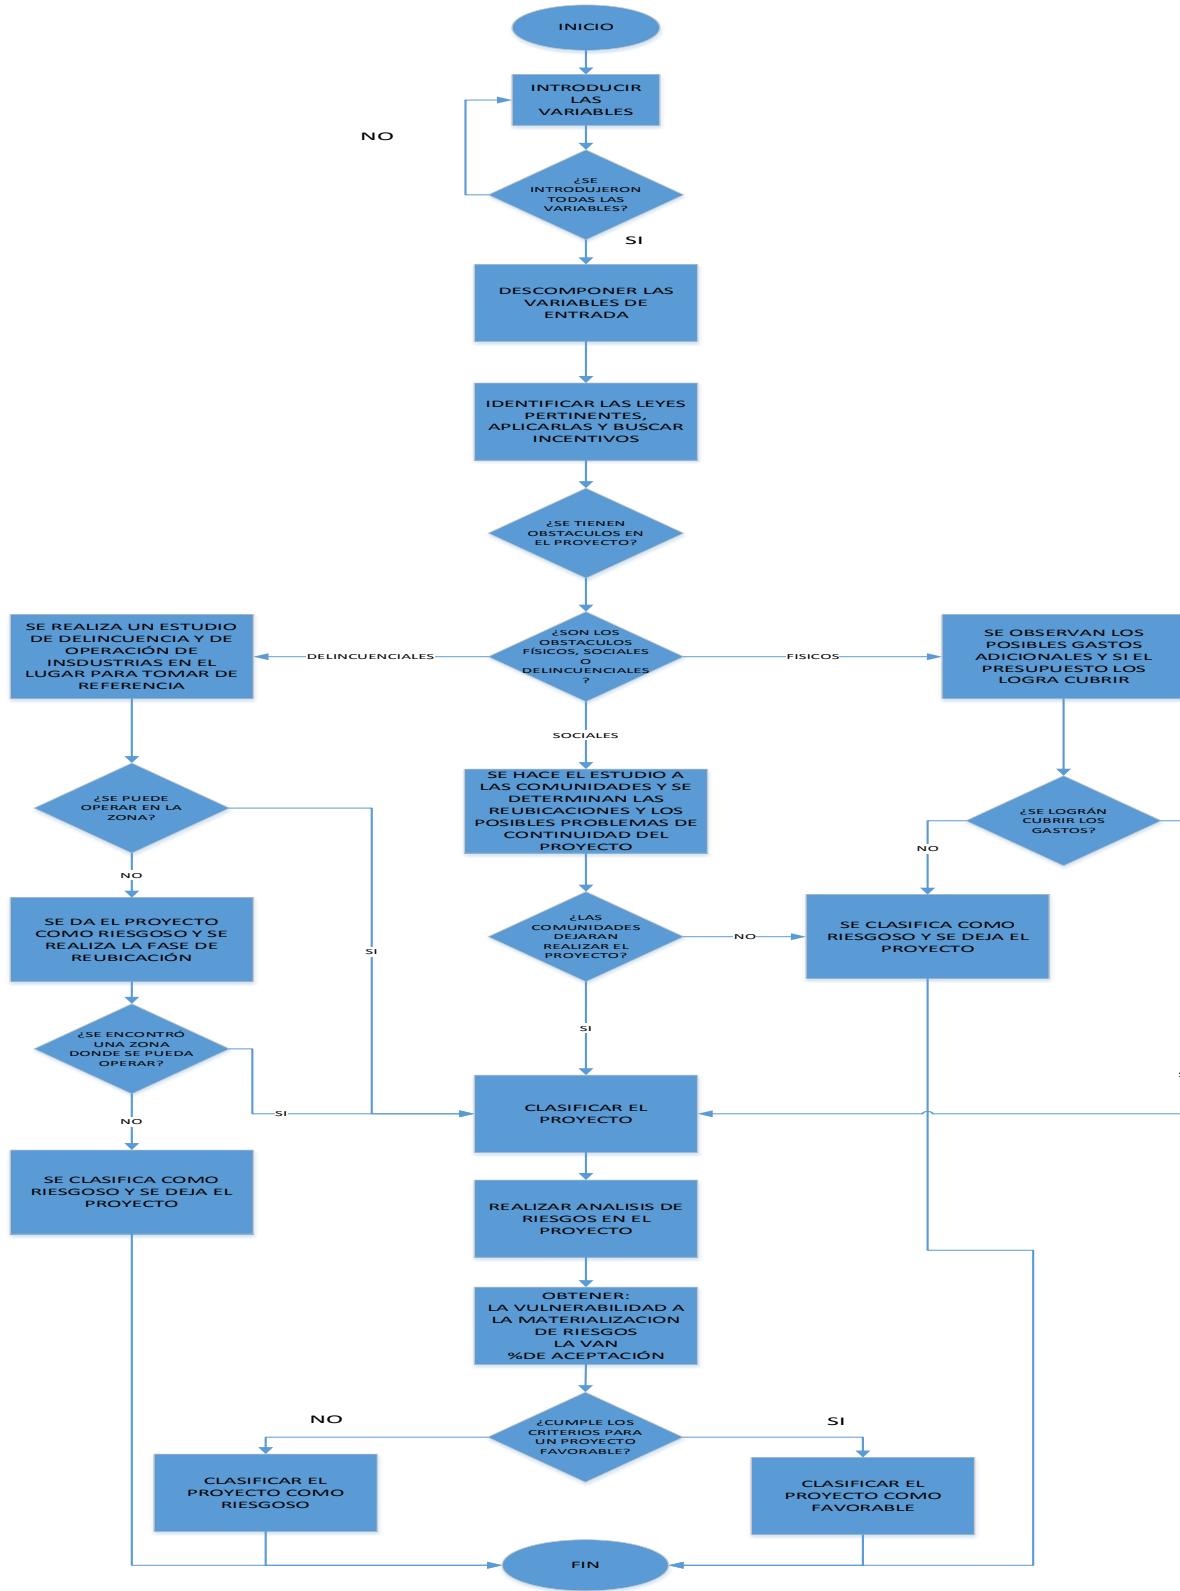 INICIO
INTRODUCIR
LAS
VARIABLES
NO
¿SE
INTRODUJERON
TODAS LAS
VARIABLES?
SI
DESCOMPONER LAS
VARIABLES DE
ENTRADA
IDENTIFICAR LAS LEYES
PERTINENTES,
APLICARLAS Y BUSCAR
INCENTIVOS
¿SE TIENEN
OBSTACULOS EN
EL PROYECTO?
SE REALIZA UN ESTUDIO
DE DELINCUENCIA Y DE
OPERACIÓN DE
INSDUSTRIAS EN EL
LUGAR PARA TOMAR DE
REFERENCIA
DELINCUENCIALES
¿SON LOS
OBSTACULOS
FÍSICOS, SOCIALES
O
DELINCUENCIALES
?
FISICOS
SE OBSERVAN LOS
POSIBLES GASTOS
ADICIONALES Y SI EL
PRESUPUESTO LOS
LOGRA CUBRIR
SOCIALES
¿SE PUEDE
OPERAR EN LA
ZONA?
SE HACE EL ESTUDIO A
LAS COMUNIDADES Y SE
DETERMINAN LAS
REUBICACIONES Y LOS
POSIBLES PROBLEMAS DE
CONTINUIDAD DEL
PROYECTO
¿SE LOGRÁN
CUBRIR LOS
GASTOS?
NO
NO
SE DA EL PROYECTO
COMO RIESGOSO Y SE
REALIZA LA FASE DE
REUBICACIÓN
SI
¿LAS
COMUNIDADES
DEJARAN
REALIZAR EL
PROYECTO?
NO
SE CLASIFICA COMO
RIESGOSO Y SE DEJA EL
PROYECTO
SI
¿SE ENCONTRÓ
UNA ZONA
DONDE SE PUEDA
OPERAR?
SI
NO
CLASIFICAR EL
PROYECTO
SE CLASIFICA COMO
RIESGOSO Y SE DEJA EL
PROYECTO
REALIZAR ANALISIS DE
RIESGOS EN EL
PROYECTO
OBTENER:
LA VULNERABILIDAD A
LA MATERIALIZACION
DE RIESGOS
LA VAN
%DE ACEPTACIÓN
NO
¿CUMPLE LOS
CRITERIOS PARA
UN PROYECTO
FAVORABLE?
SI
CLASIFICAR EL
PROYECTO COMO
RIESGOSO
CLASIFICAR EL
PROYECTO COMO
FAVORABLE
FIN